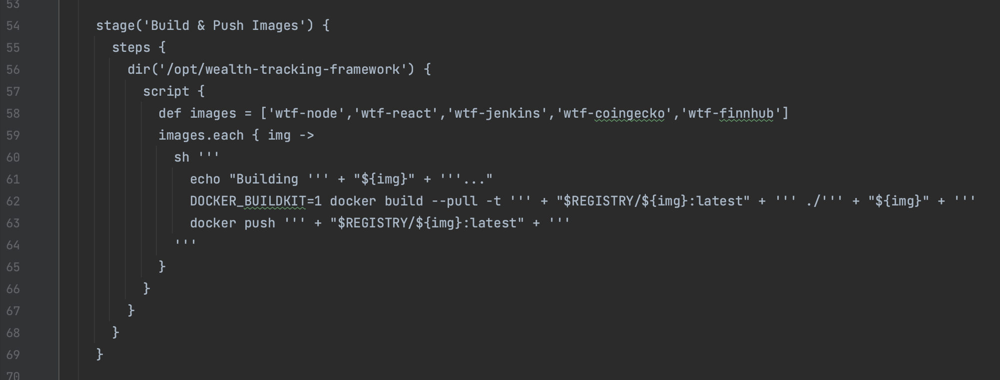 53
54 stage('Build & Push Images') {
55 steps {
56 dir('/opt/wealth-tracking-framework') {
57 script {
58 def images = ['wtf-node','wtf-react','wtf-jenkins','wtf-coingecko','wtf-finnhub']
59 images.each { img ->
60 sh '''
61 echo "Building ''' + "${img}" + '''..."
62 DOCKER_BUILDKIT=1 docker build --pull -t ''' + "$REGISTRY/${img}:latest" + ''' ./''' + "${img}" + '''
63 docker push ''' + "$REGISTRY/${img}:latest" + '''
64 '''
65 }
66 }
67 }
68 }
69 }
70